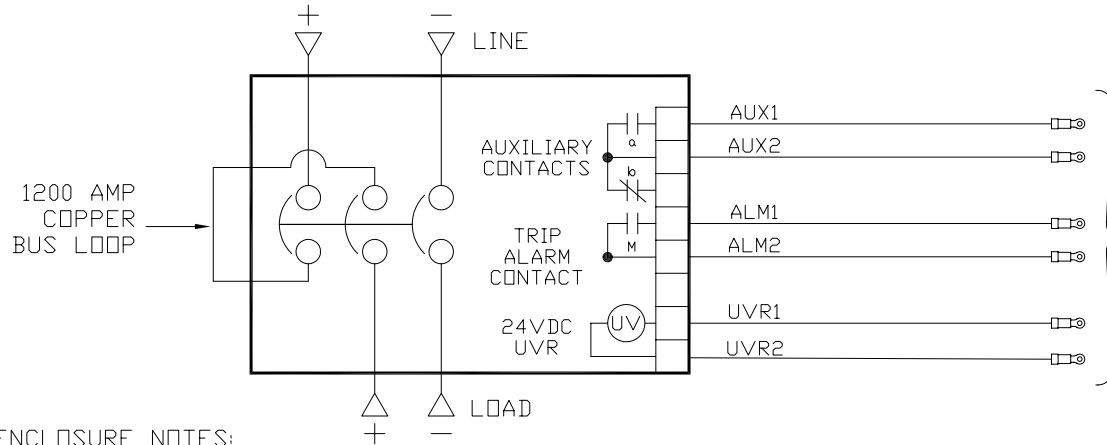 + −
LINE
1200 AMP
COPPER
BUS LOOP
AUXILIARY
CONTACTS
a
b
TRIP
ALARM
CONTACT
M
24VDC
UVR
UV
AUX1
AUX2
ALM1
ALM2
UVR1
UVR2
LOAD
+ −
ENCLOSURE NOTES: